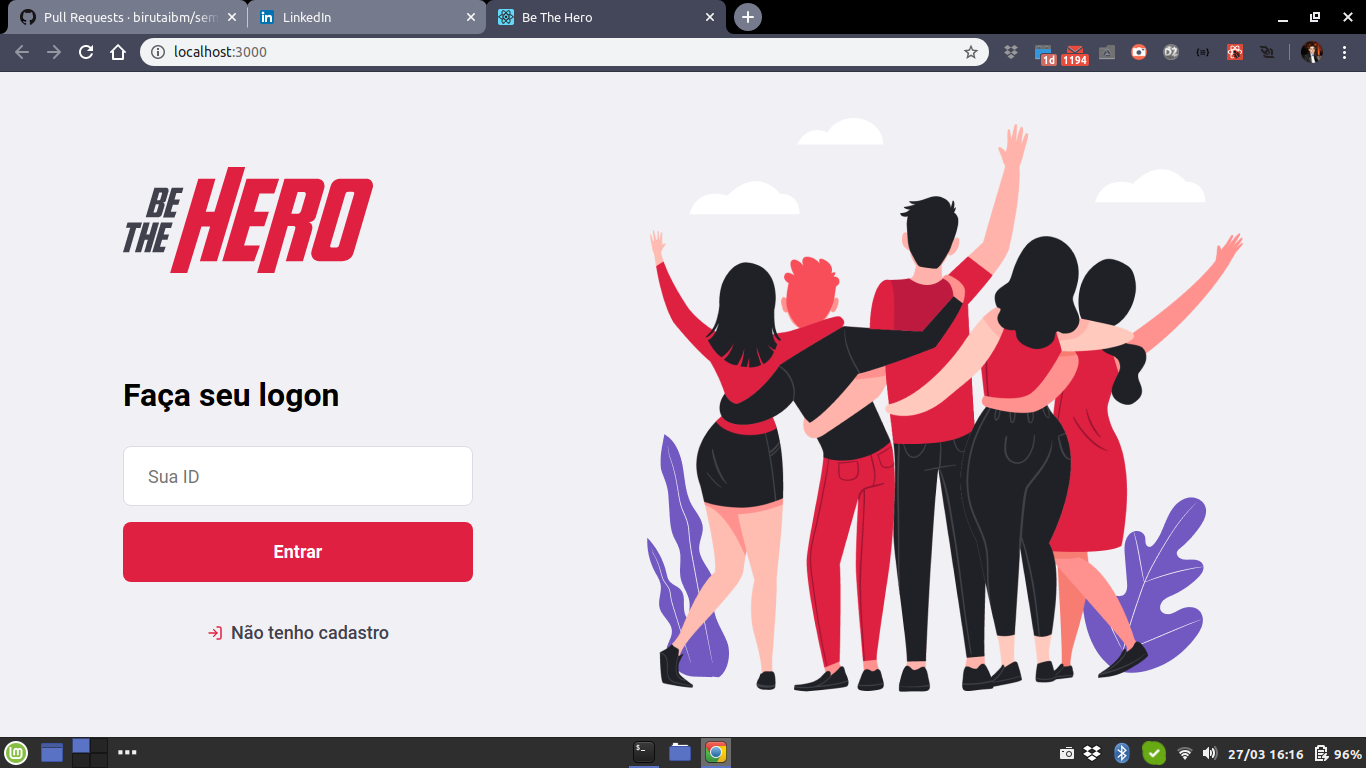 Pull Requests · birutaibm/sem
LinkedIn
Be The Hero
localhost:3000
1d
1194
BE
THE
HERO
Faça seu logon
Sua ID
Entrar
Não tenho cadastro
27/03 16:16
96%